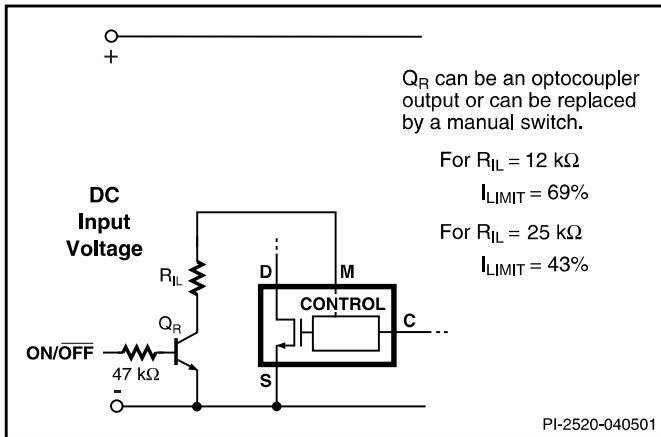 +
QR can be an optocoupler
output or can be replaced
by a manual switch.
For RIL = 12 kΩ
ILIMIT = 69%
For RIL = 25 kΩ
ILIMIT = 43%
DC
Input
Voltage
RIL
D
M
CONTROL
C
QR
ON/OFF
47 kΩ
S
-
PI-2520-040501